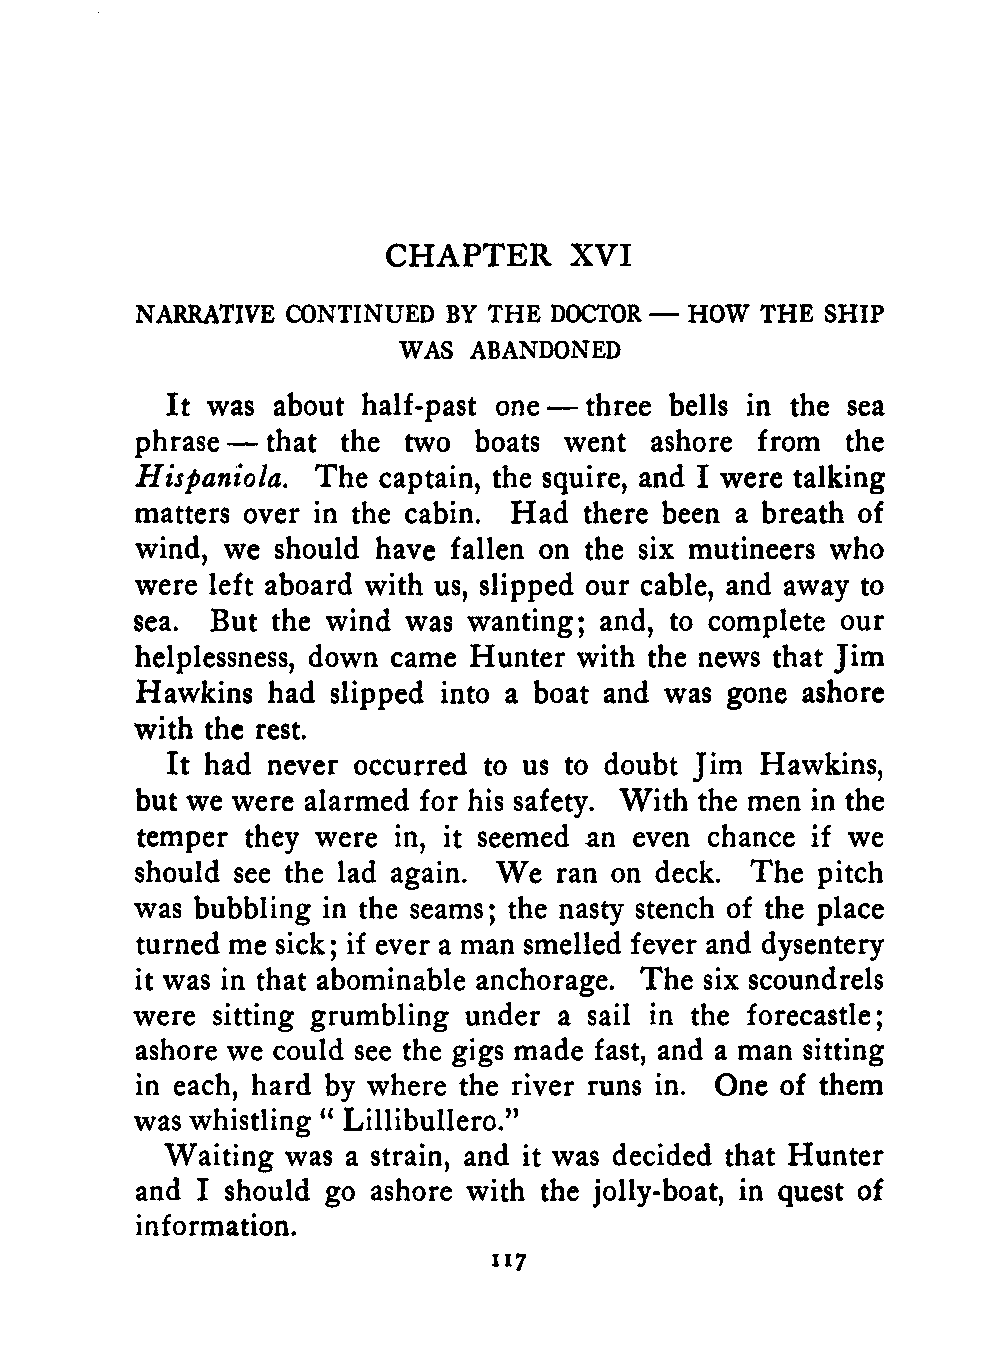 CHAPTER XVI
NARRATIVE CONTINUED BY THE DOCTOR — HOW THE SHIP
WAS ABANDONED
It was about half-past one — three bells in the sea
phrase — that the two boats went ashore from the
Hispaniola. The captain, the squire, and I were talking
matters over in the cabin. Had there been a breath of
wind, we should have fallen on the six mutineers who
were left aboard with us, slipped our cable, and away to
sea. But the wind was wanting; and, to complete our
helplessness, down came Hunter with the news that Jim
Hawkins had slipped into a boat and was gone ashore
with the rest.
It had never occurred to us to doubt Jim Hawkins,
but we were alarmed for his safety. With the men in the
temper they were in, it seemed an even chance if we
should see the lad again. We ran on deck. The pitch
was bubbling in the seams; the nasty stench of the place
turned me sick; if ever a man smelled fever and dysentery
it was in that abominable anchorage. The six scoundrels
were sitting grumbling under a sail in the forecastle;
ashore we could see the gigs made fast, and a man sitting
in each, hard by where the river runs in. One of them
was whistling “ Lillibullero.”
Waiting was a strain, and it was decided that Hunter
and I should go ashore with the jolly-boat, in quest of
information.
117